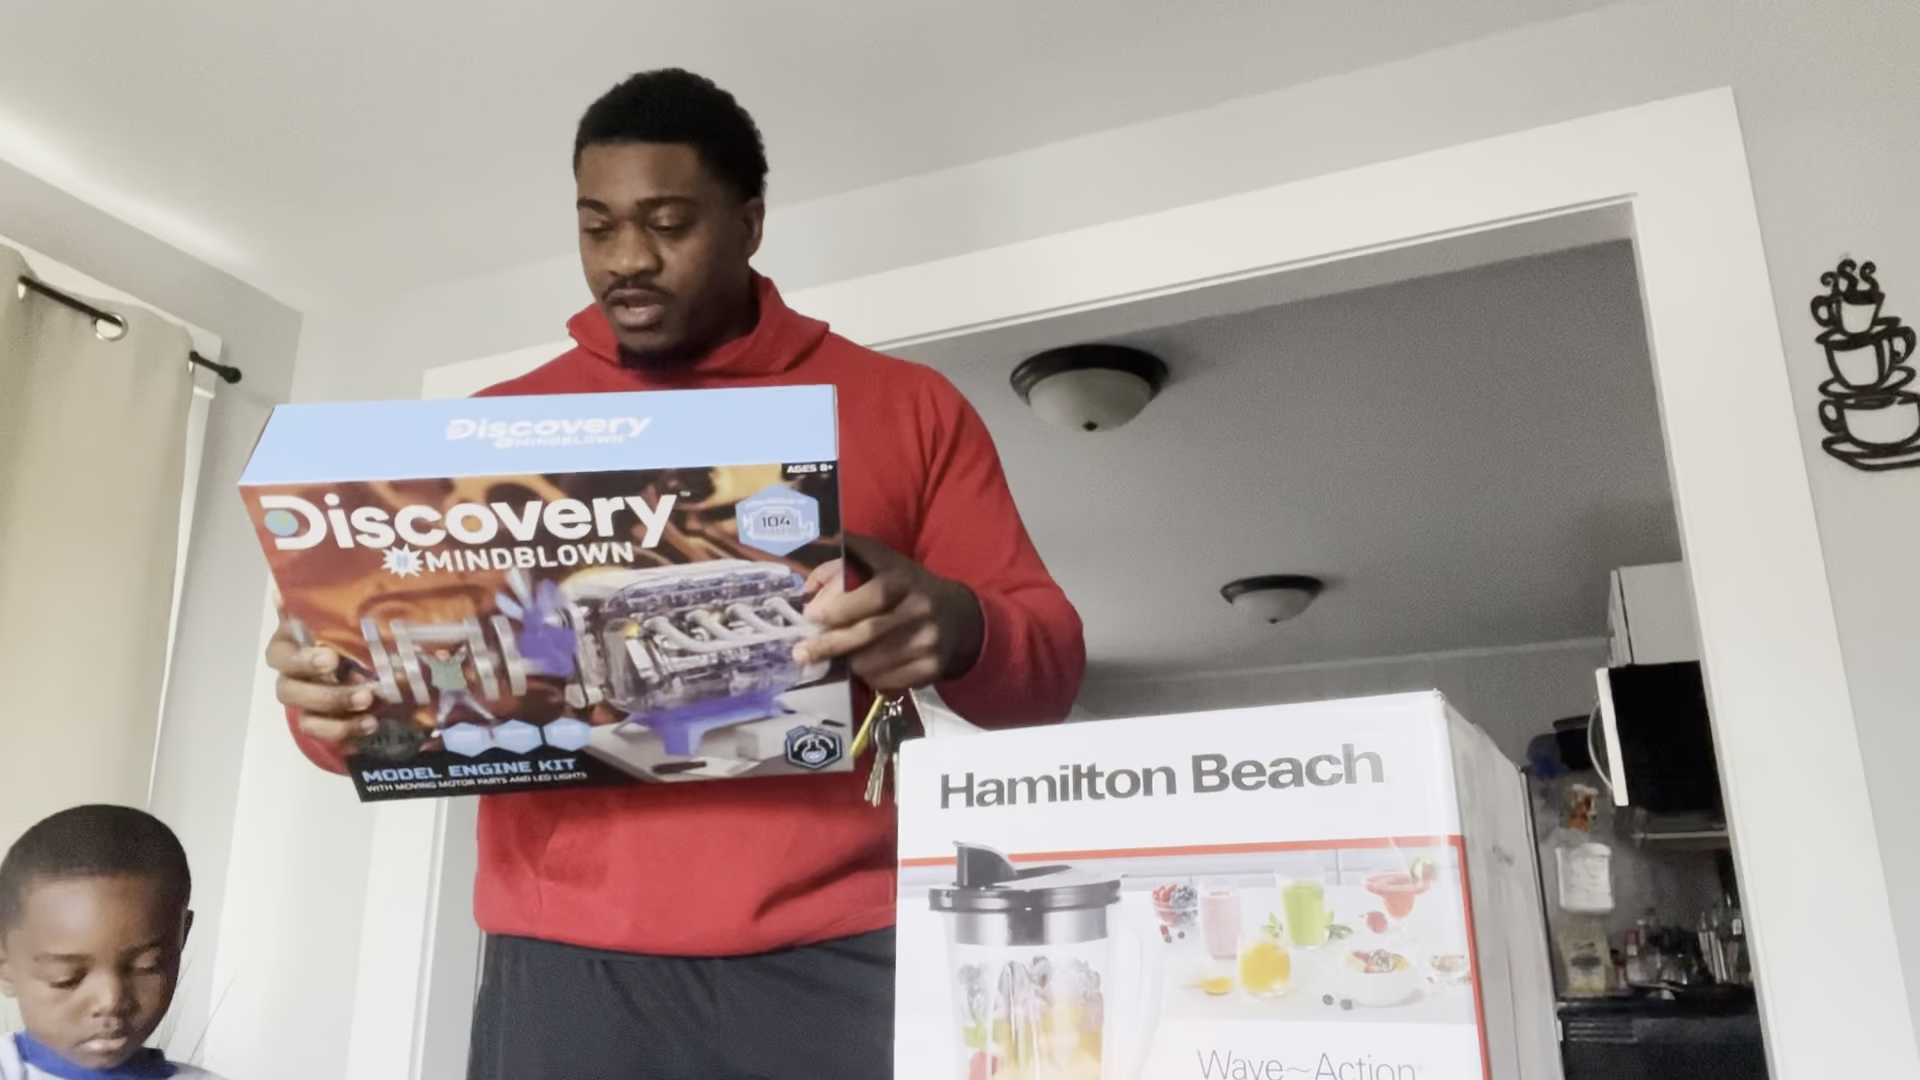 Discovery
MINDBLOWN
AGES 8+
Discovery™
#MINDBLOWN
104
MODEL ENGINE KIT
WITH MOVING MOTOR PARTS AND LED LIGHTS
Hamilton Beach
Wave~Action®